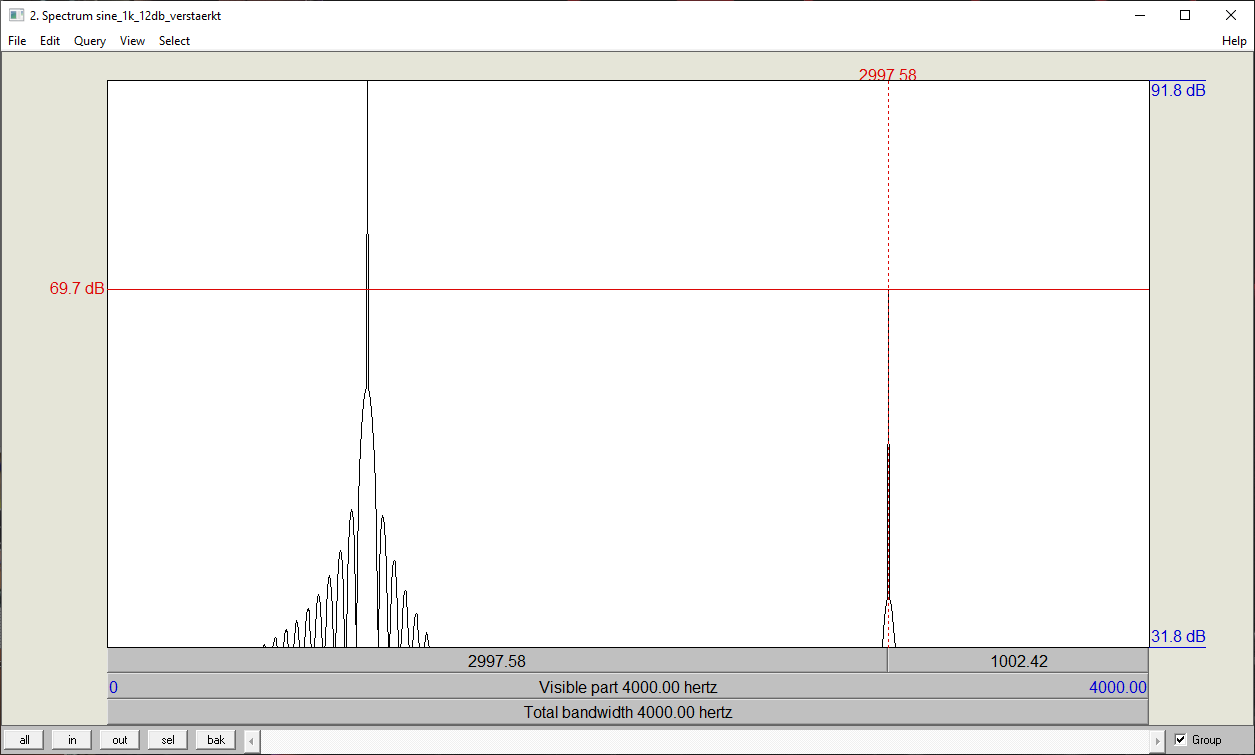 2. Spectrum sine_1k_12db_verstaerkt
File Edit Query View Select Help
2997.58
91.8 dB
69.7 dB
31.8 dB
2997.58 1002.42
0 Visible part 4000.00 hertz 4000.00
Total bandwidth 4000.00 hertz
all in out sel bak Group